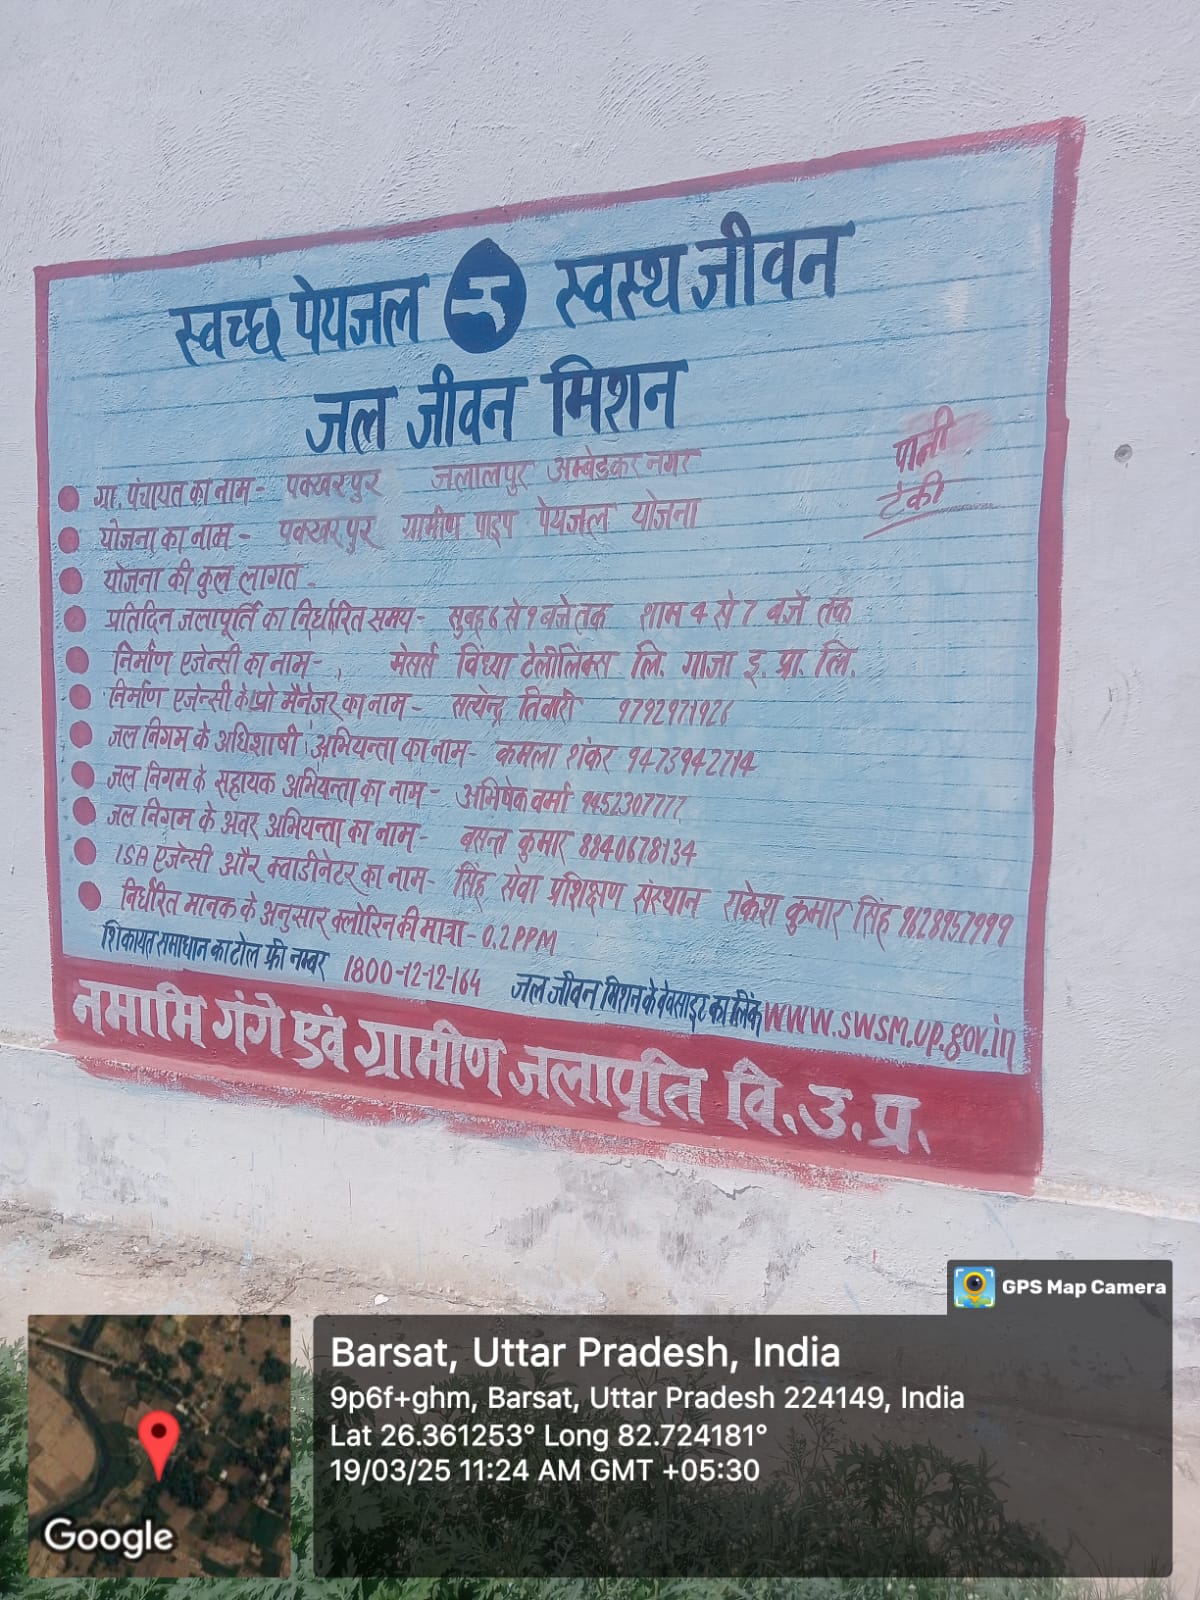 स्वच्छ पेयजल स्वस्थ जीवन
जल जीवन मिशन
पानी
टंकी
ग्रा. पंचायत का नाम - पक्खरपुर जलालपुर अम्बेडकर नगर
योजना का नाम - पक्खरपुर ग्रामीण पाइप पेयजल योजना
योजना की कुल लागत -
प्रतिदिन जलापूर्ति का निर्धारित समय - सुबह 6 से 9 बजे तक शाम 4 से 7 बजे तक
निर्माण एजेन्सी का नाम - मेसर्स विंध्या टेलीलिंक्स लि. गाजा इ. प्रा. लि.
निर्माण एजेन्सी के प्रो मैनेजर का नाम - सत्येन्द्र तिवारी 9792971926
जल निगम के अधिशाषी अभियन्ता का नाम - कमला शंकर 9473942714
जल निगम के सहायक अभियन्ता का नाम - अभिषेक वर्मा 9452307777
जल निगम के अवर अभियन्ता का नाम - बसन्त कुमार 8840678134
ISA एजेन्सी और क्वाडीनेटर का नाम - सिंह सेवा प्रशिक्षण संस्थान राकेश कुमार सिंह 9628957999
निर्धारित मानक के अनुसार क्लोरिन की मात्रा - 0.2 PPM
शिकायत समाधान का टोल फ्री नम्बर 1800-12-12-164 जल जीवन मिशन के वेवसाइट का लिंक www.swsm.up.gov.in
नमामि गंगे एवं ग्रामीण जलापूर्ति वि. उ. प्र.
GPS Map Camera
Barsat, Uttar Pradesh, India
9p6f+ghm, Barsat, Uttar Pradesh 224149, India
Lat 26.361253° Long 82.724181°
19/03/25 11:24 AM GMT +05:30
Google